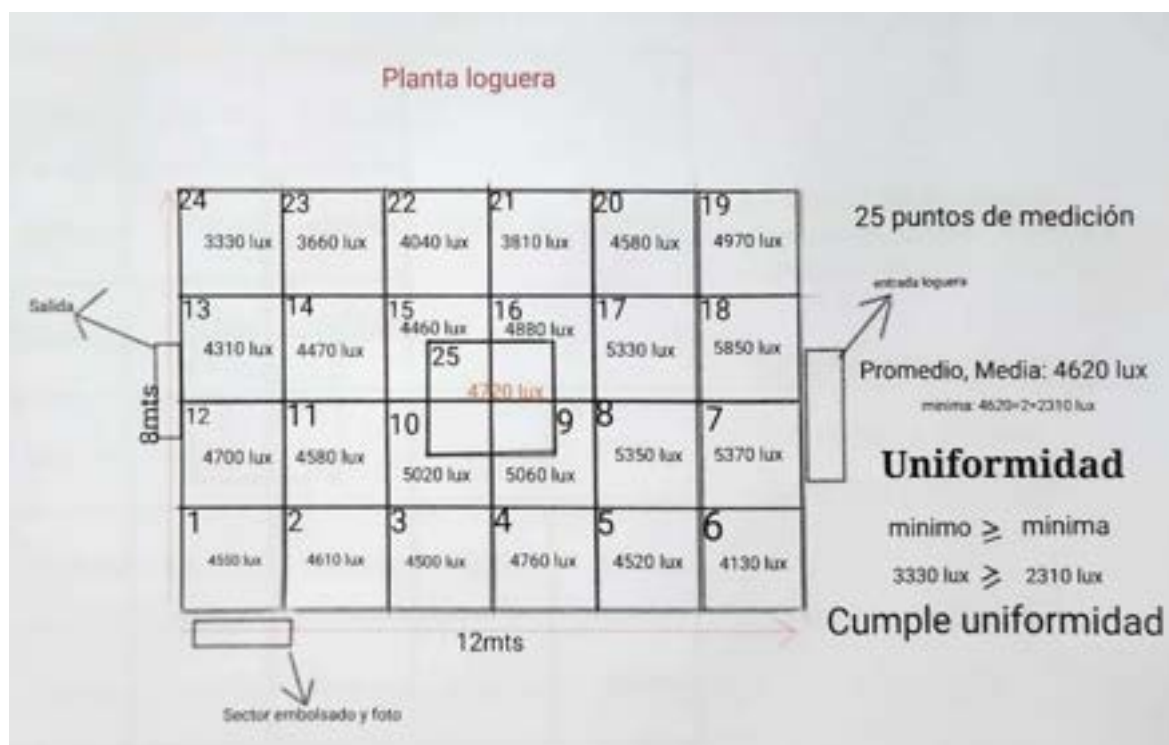 Planta loguera
24 23 22 21 20 19
3330 lux 3660 lux 4040 lux 3810 lux 4580 lux 4970 lux
25 puntos de medición
entrada loguera
Salida
13 14 15 16 17 18
4460 lux 4880 lux
4310 lux 4470 lux 5330 lux 5850 lux
25
4720 lux
Promedio, Media: 4620 lux
minima: 4620÷2=2310 lux
8mts
12 11 10 9 8 7
4700 lux 4580 lux 5350 lux 5370 lux
5020 lux 5060 lux
Uniformidad
1 2 3 4 5 6
4550 lux 4610 lux 4500 lux 4760 lux 4520 lux 4130 lux
minimo ≥ minima
3330 lux ≥ 2310 lux
Cumple uniformidad
12mts
Sector embolsado y foto